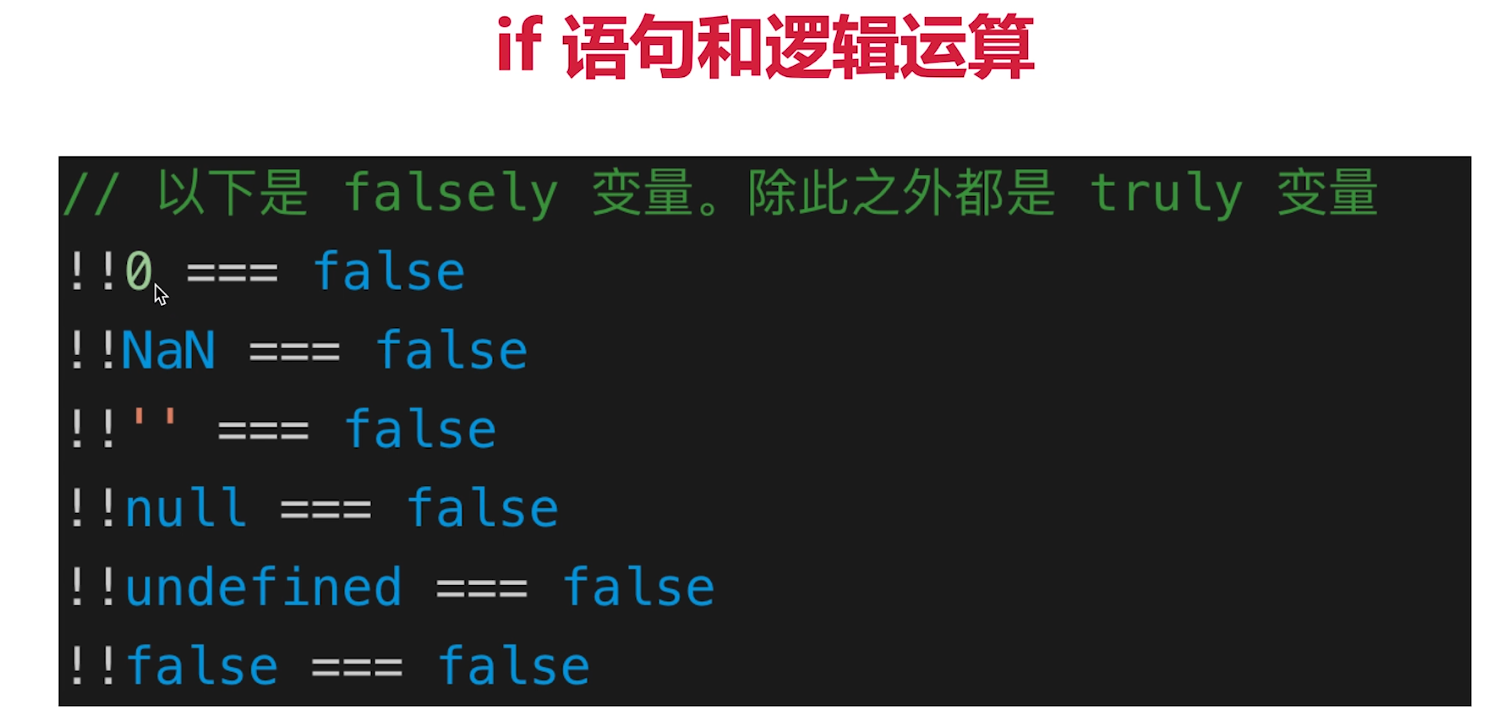 if 语句和逻辑运算
// 以下是 falsely 变量。除此之外都是 truly 变量
!!0 === false
!!NaN === false
!!'' === false
!!null === false
!!undefined === false
!!false === false